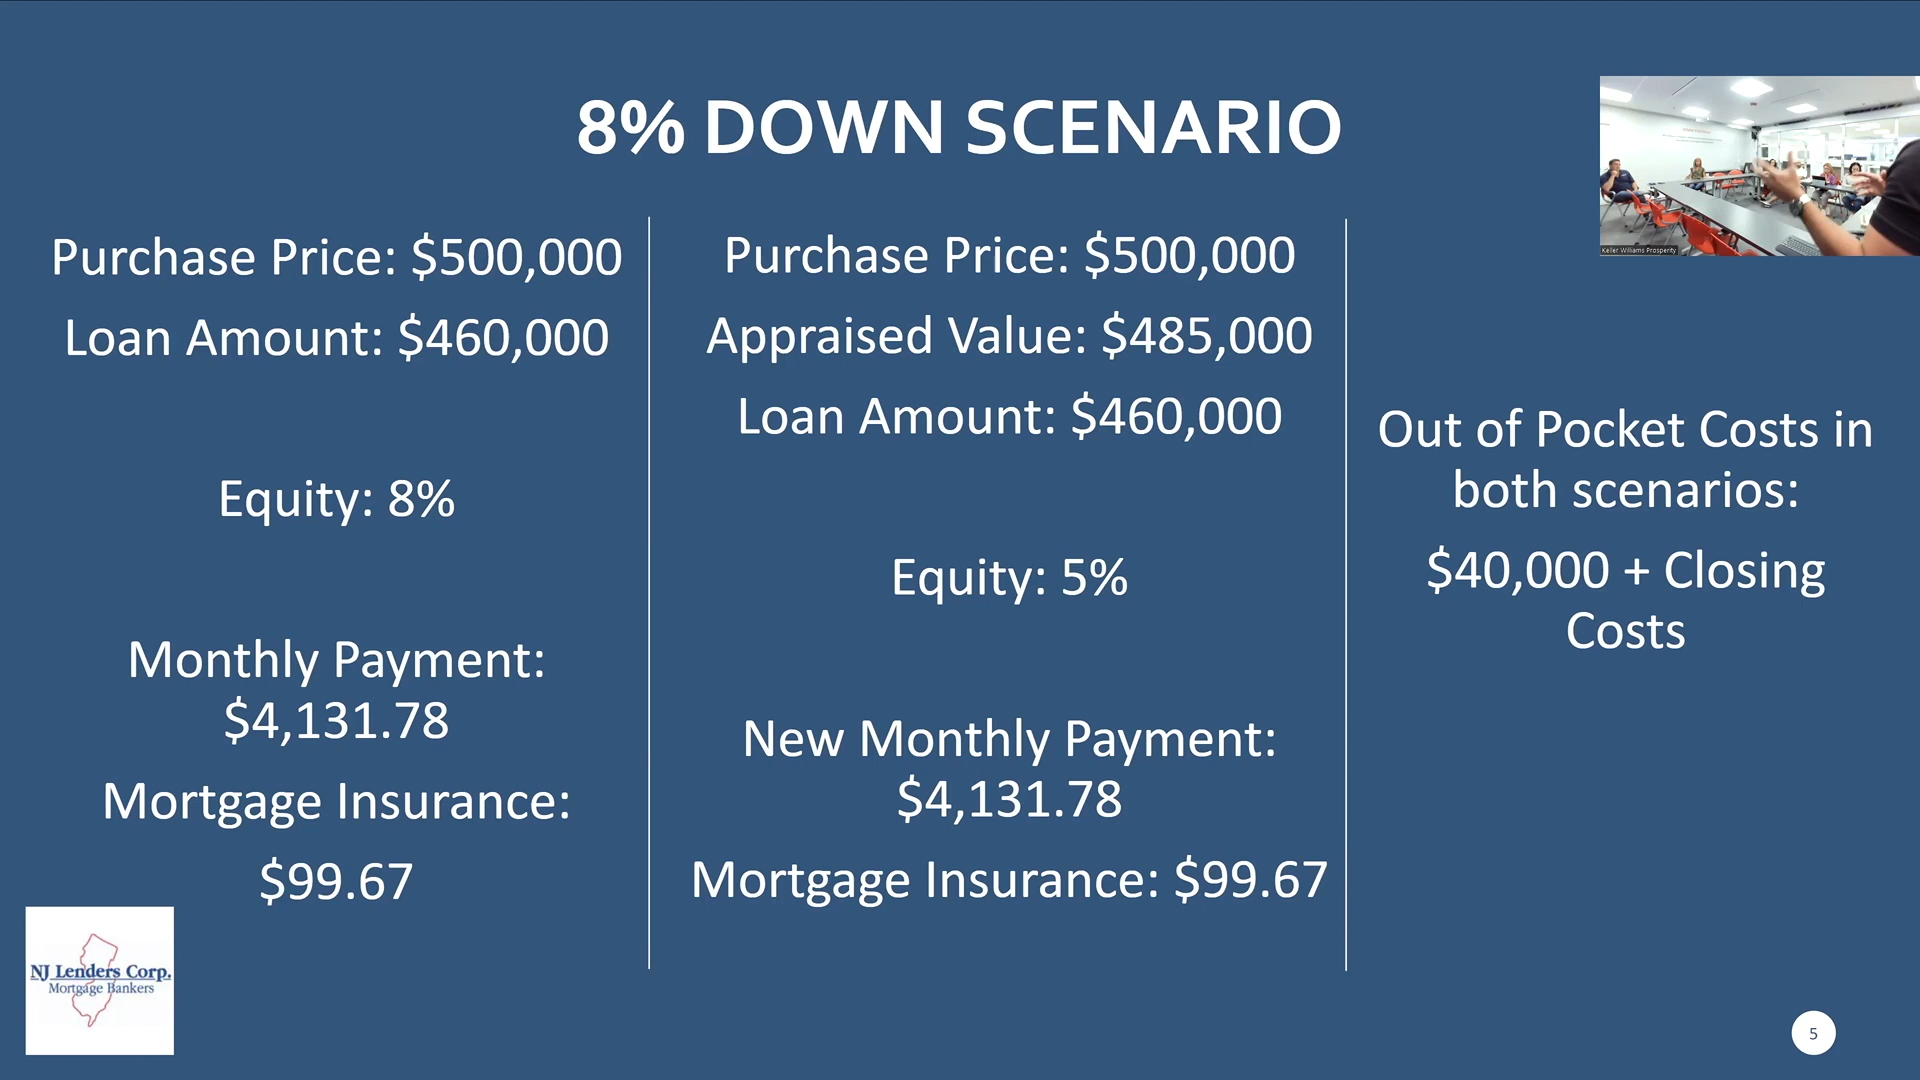 8% DOWN SCENARIO
Purchase Price: $500,000
Loan Amount: $460,000
Equity: 8%
Monthly Payment:
$4,131.78
Mortgage Insurance:
$99.67
Purchase Price: $500,000
Appraised Value: $485,000
Loan Amount: $460,000
Equity: 5%
New Monthly Payment:
$4,131.78
Mortgage Insurance: $99.67
Out of Pocket Costs in
both scenarios:
$40,000 + Closing
Costs
Keller Williams Prosperity
NJ Lenders Corp.
Mortgage Bankers
5